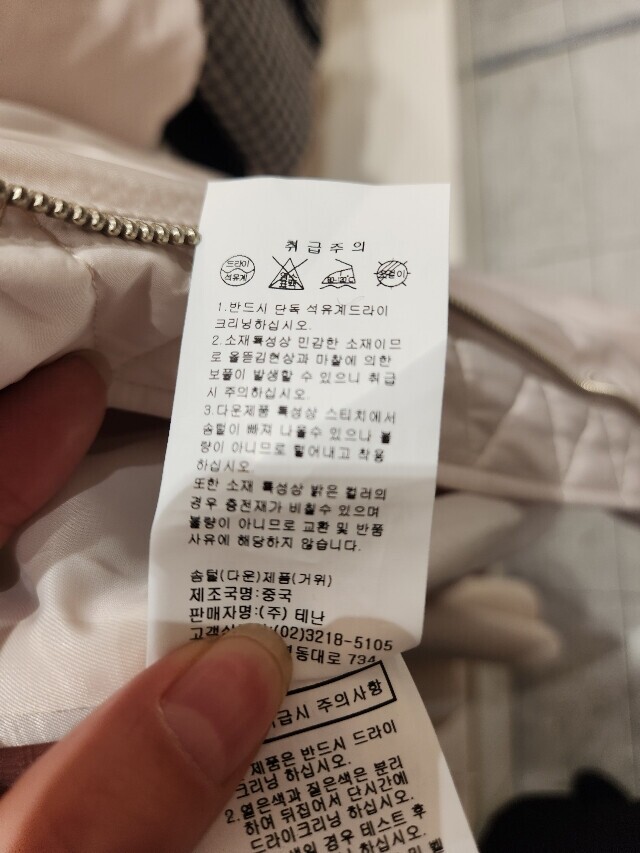 취급주의
드라이
석유계
1.반드시 단독 석유계드라이
크리닝하십시오.
2.소재특성상 민감한 소재이므
로 올뜯김현상과 마찰에 의한
보풀이 발생할 수 있으니 취급
시 주의하십시오.
3.다운제품 특성상 스티치에서
솜털이 빠져 나올수 있으나 불
량이 아니므로 털어내고 착용
하십시오.
또한 소재 특성상 밝은 컬러의
경우 충전재가 비칠수 있으며
불량이 아니므로 교환 및 반품
사유에 해당하지 않습니다.
솜털(다운)제품(거위)
제조국명:중국
판매자명:(주) 테난
(02)3218-5105
동대로 734
급시 주의사항
제품은 반드시 드라이
크리닝 하십시오.
2.옅은색과 짙은색은 분리
하여 뒤집어서 단시간에
드라이크리닝 하십시오.
경우 테스트 후
하십시오.